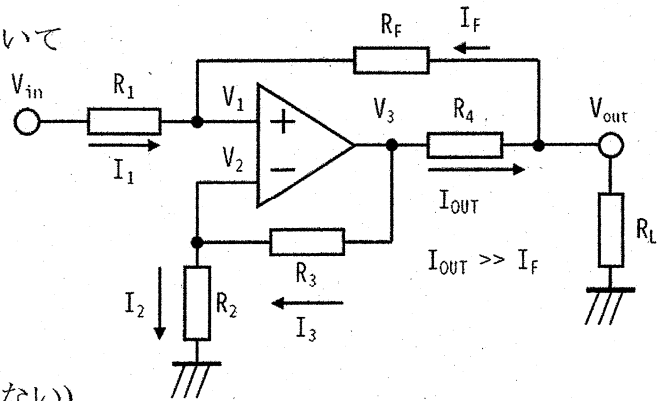 いて
R_F
I_F
V_in
R_1
V_1
V_3
R_4
V_out
+
I_1
V_2
−
I_OUT
R_L
R_3
I_OUT >> I_F
I_2
R_2
I_3
ない))